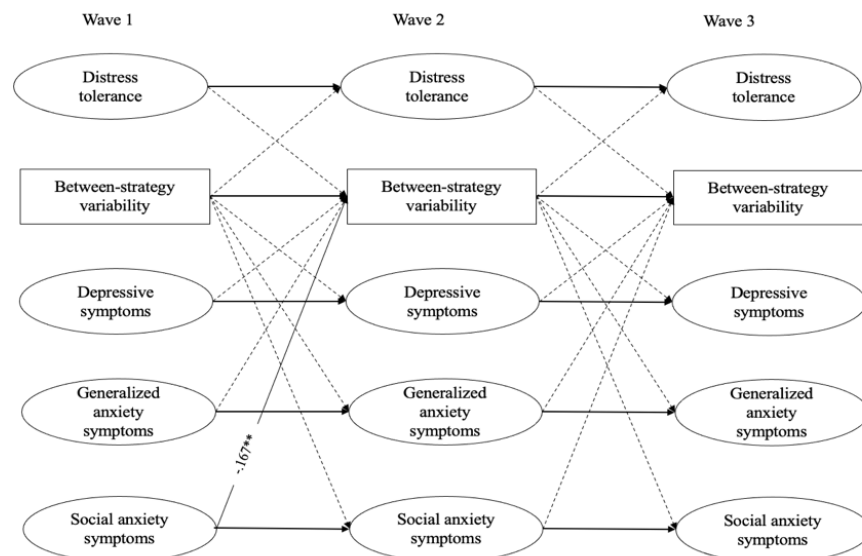 Wave 1
Wave 2
Wave 3
Distress
tolerance
Distress
tolerance
Distress
tolerance
Between-strategy
variability
Between-strategy
variability
Between-strategy
variability
Depressive
symptoms
Depressive
symptoms
Depressive
symptoms
Generalized
anxiety
symptoms
Generalized
anxiety
symptoms
Generalized
anxiety
symptoms
-.167**
Social anxiety
symptoms
Social anxiety
symptoms
Social anxiety
symptoms